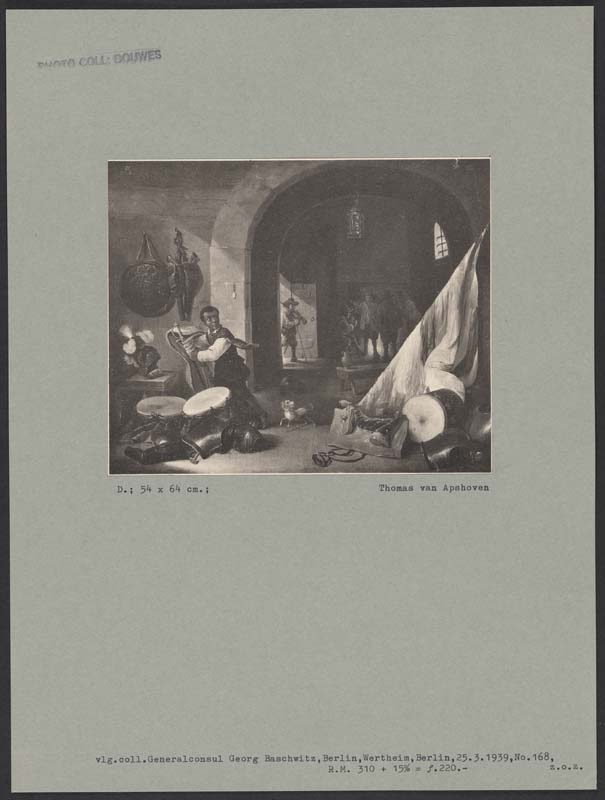 PHOTO COLL: DOUWES
D.; 54 x 64 cm.;
Thomas van Apshoven
vlg.coll.Generalconsul Georg Baschwitz,Berlin,Wertheim,Berlin,25.3.1939,No.168,
R.M. 310 + 15% = ƒ.220.-
z.o.z.